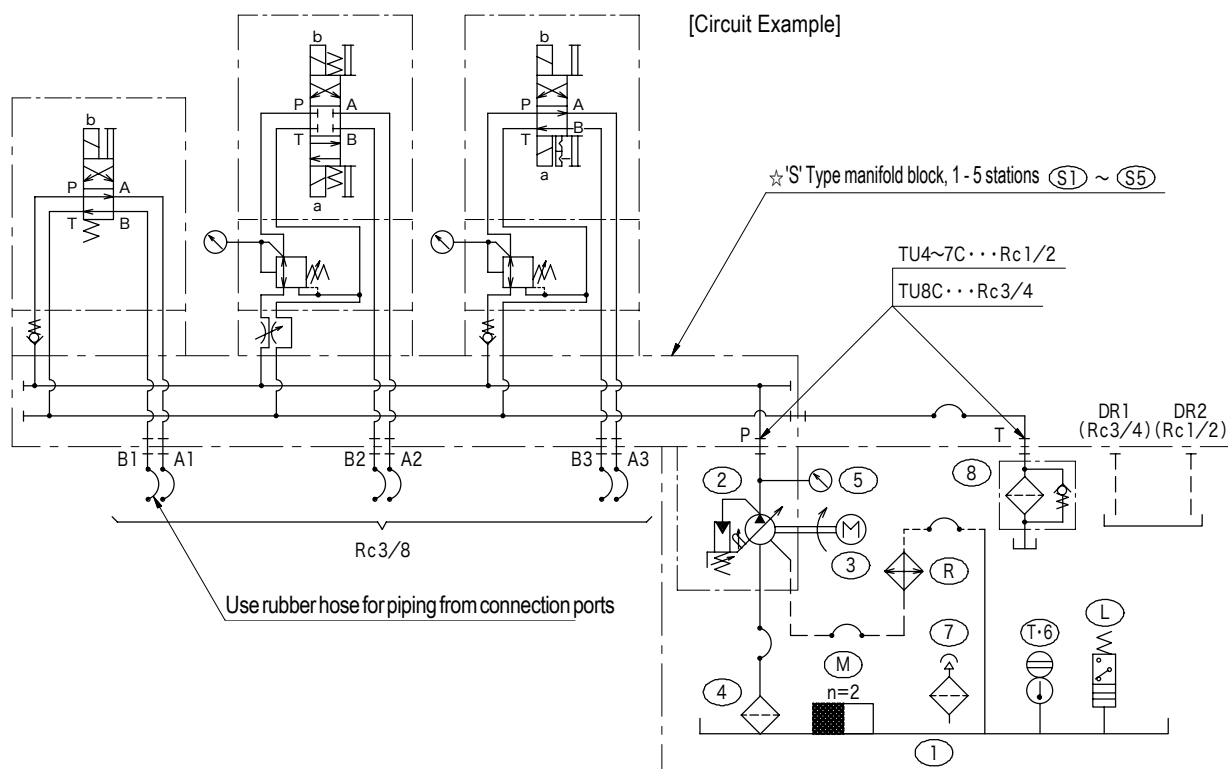 [Circuit Example]
b
b
b
P A
T B
a
P A
T B
a
P A
T B
☆'S' Type manifold block, 1 - 5 stations S1 ~ S5
TU4~7C···Rc1/2
TU8C···Rc3/4
DR1 DR2
(Rc3/4) (Rc1/2)
P T
B1 A1 B2 A2 B3 A3
2 5 8
M
3 R
Rc3/8
Use rubber hose for piping from connection ports
7 T·6 L
M
4 n=2
1